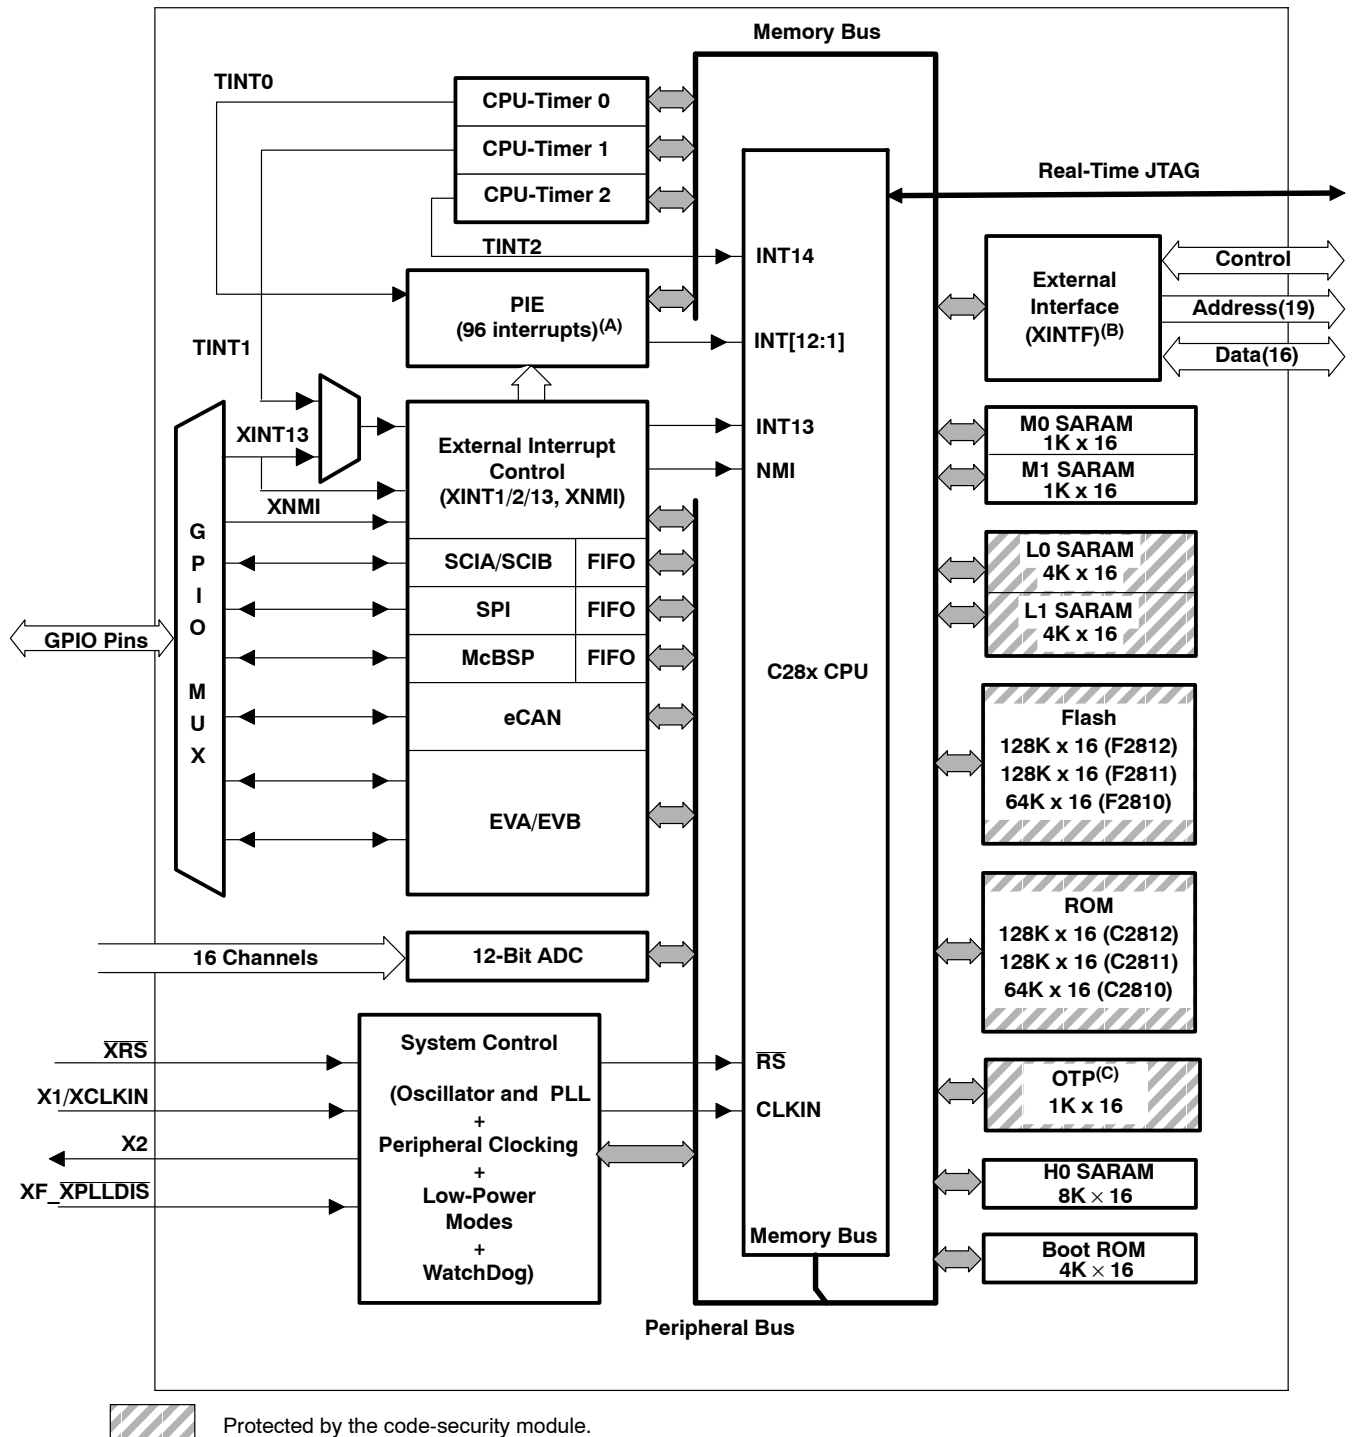 Memory Bus
TINT0
CPU-Timer 0
CPU-Timer 1
CPU-Timer 2
Real-Time JTAG
TINT2
INT14
PIE
(96 interrupts)(A)
INT[12:1]
External
Interface
(XINTF)(B)
Control
Address(19)
Data(16)
TINT1
XINT13
XNMI
External Interrupt
Control
(XINT1/2/13, XNMI)
INT13
NMI
M0 SARAM
1K x 16
M1 SARAM
1K x 16
L0 SARAM
4K x 16
L1 SARAM
4K x 16
GPIO Pins
G
P
I
O
M
U
X
SCIA/SCIB
FIFO
SPI
FIFO
McBSP
FIFO
eCAN
EVA/EVB
C28x CPU
Flash
128K x 16 (F2812)
128K x 16 (F2811)
64K x 16 (F2810)
ROM
128K x 16 (C2812)
128K x 16 (C2811)
64K x 16 (C2810)
16 Channels
12-Bit ADC
X̅R̅S̅
X1/XCLKIN
X2
XF_X̅P̅L̅L̅D̅I̅S̅
System Control
(Oscillator and PLL
+
Peripheral Clocking
+
Low-Power
Modes
+
WatchDog)
R̅S̅
CLKIN
OTP(C)
1K x 16
H0 SARAM
8K × 16
Boot ROM
4K × 16
Memory Bus
Peripheral Bus
Protected by the code-security module.